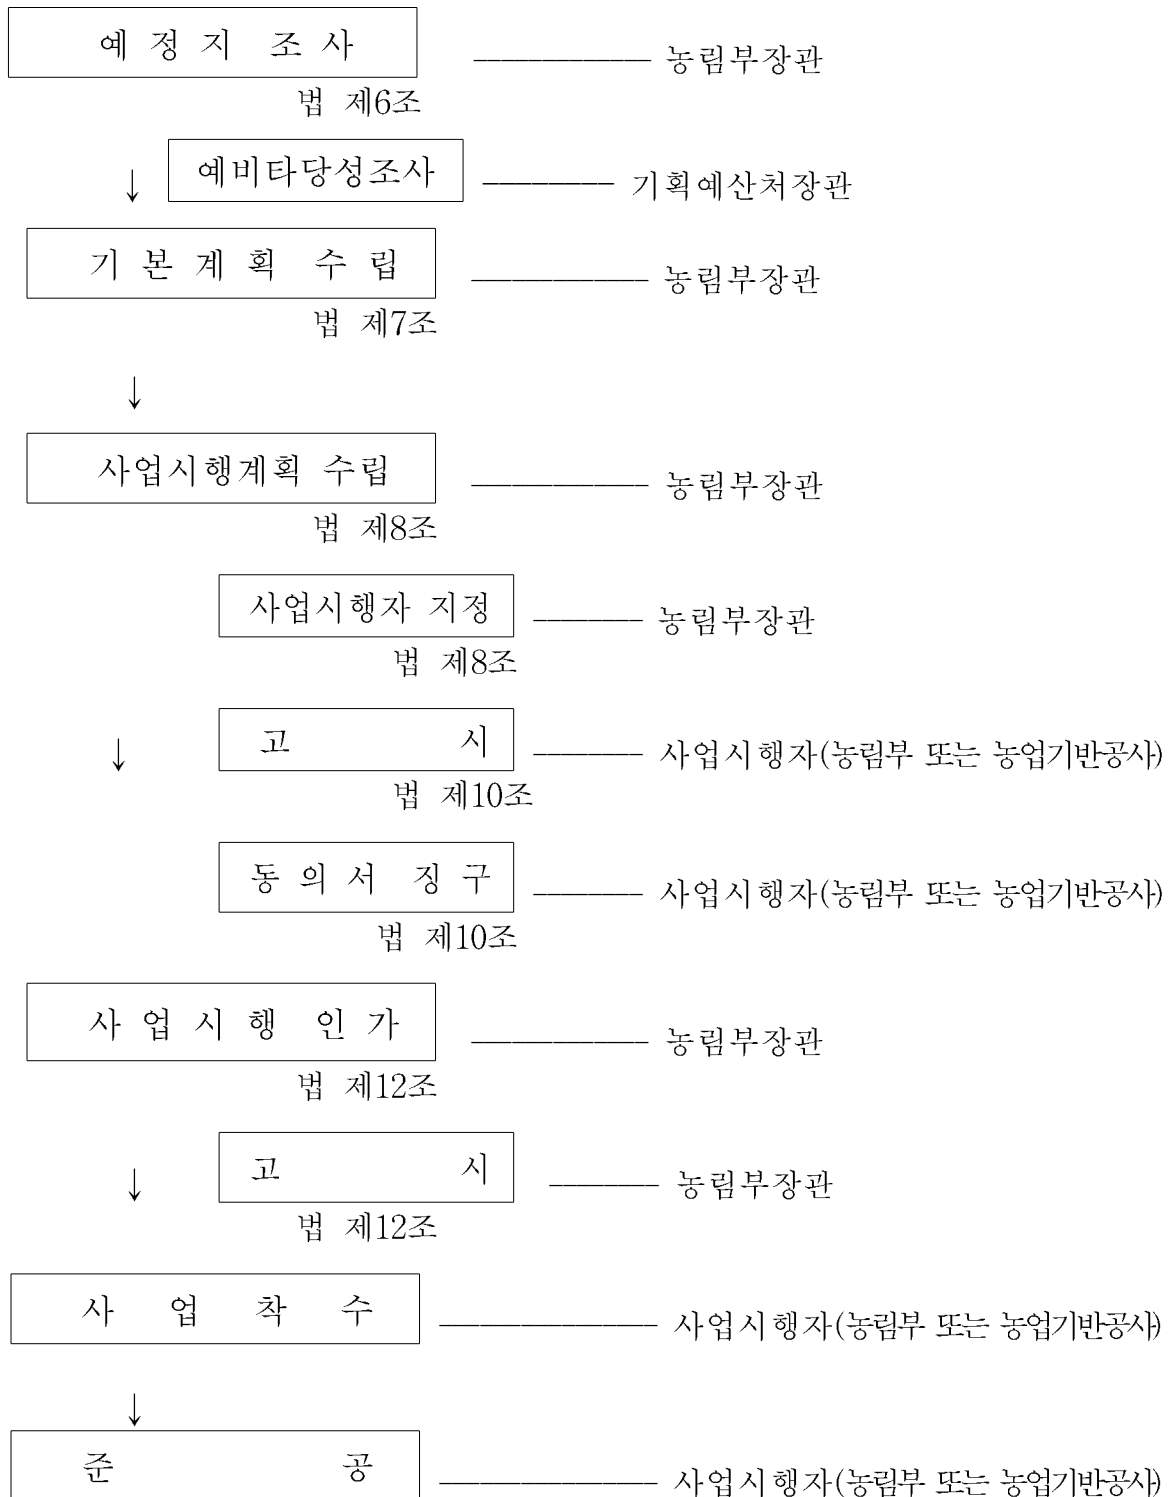 예 정 지 조 사 ――――――― 농림부장관
법 제6조
↓ 예비타당성조사 ――――― 기획예산처장관
기 본 계 획 수 립 ――――――― 농림부장관
법 제7조
↓
사업시행계획 수립 ――――――― 농림부장관
법 제8조
사업시행자 지정 ―――― 농림부장관
법 제8조
↓ 고 시 ―――― 사업시행자(농림부 또는 농업기반공사)
법 제10조
동 의 서 징 구 ―――― 사업시행자(농림부 또는 농업기반공사)
법 제10조
사 업 시 행 인 가 ――――――― 농림부장관
법 제12조
↓ 고 시 ―――― 농림부장관
법 제12조
사 업 착 수 ―――――――― 사업시행자(농림부 또는 농업기반공사)
↓
준 공 ―――――――― 사업시행자(농림부 또는 농업기반공사)